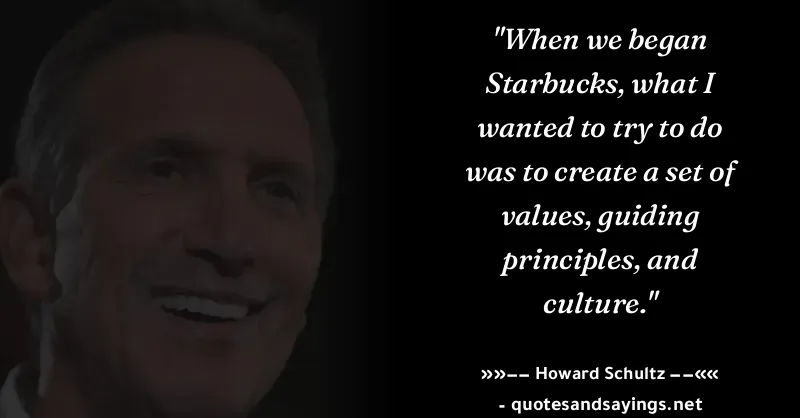 "When we began
Starbucks, what I
wanted to try to do
was to create a set of
values, guiding
principles, and
culture."
»»–– Howard Schultz ––««
- quotesandsayings.net